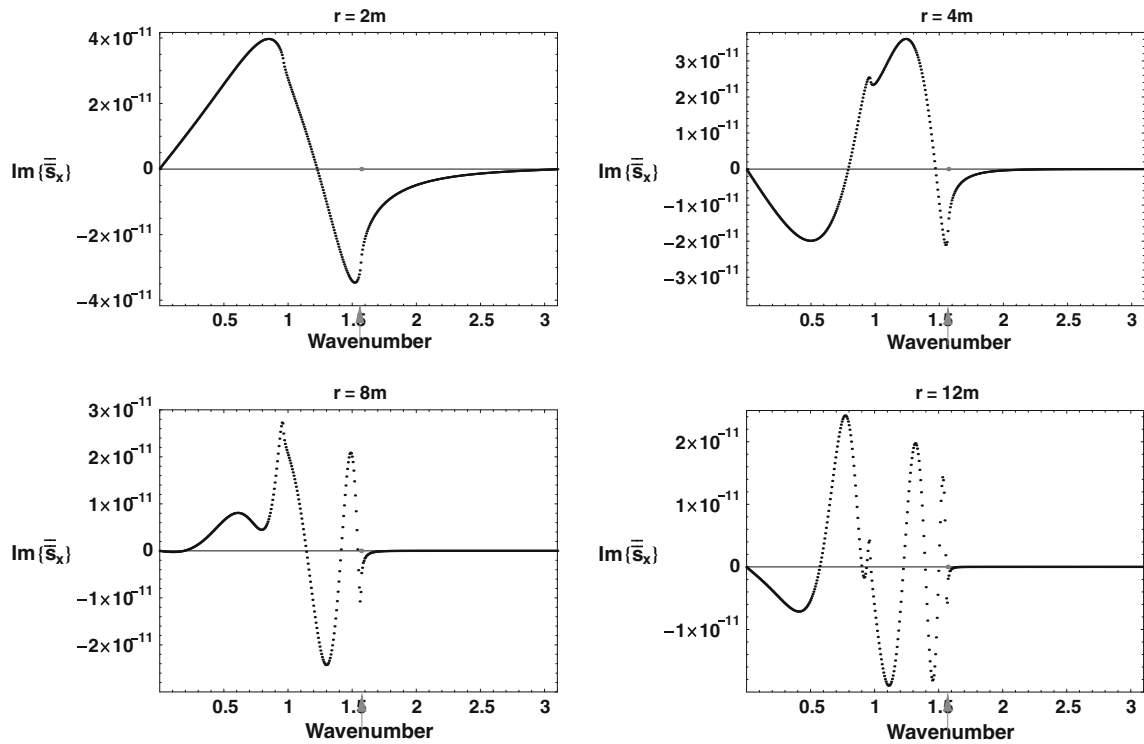 r = 2m
4×10⁻¹¹
2×10⁻¹¹
0
−2×10⁻¹¹
−4×10⁻¹¹
Im {s̿ₓ}
0.5 1 1.5 2 2.5 3
Wavenumber
r = 4m
3×10⁻¹¹
2×10⁻¹¹
1×10⁻¹¹
0
−1×10⁻¹¹
−2×10⁻¹¹
−3×10⁻¹¹
Im {s̿ₓ}
0.5 1 1.5 2 2.5 3
Wavenumber
r = 8m
3×10⁻¹¹
2×10⁻¹¹
1×10⁻¹¹
0
−1×10⁻¹¹
−2×10⁻¹¹
Im {s̿ₓ}
0.5 1 1.5 2 2.5 3
Wavenumber
r = 12m
2×10⁻¹¹
1×10⁻¹¹
0
−1×10⁻¹¹
Im {s̿ₓ}
0.5 1 1.5 2 2.5 3
Wavenumber